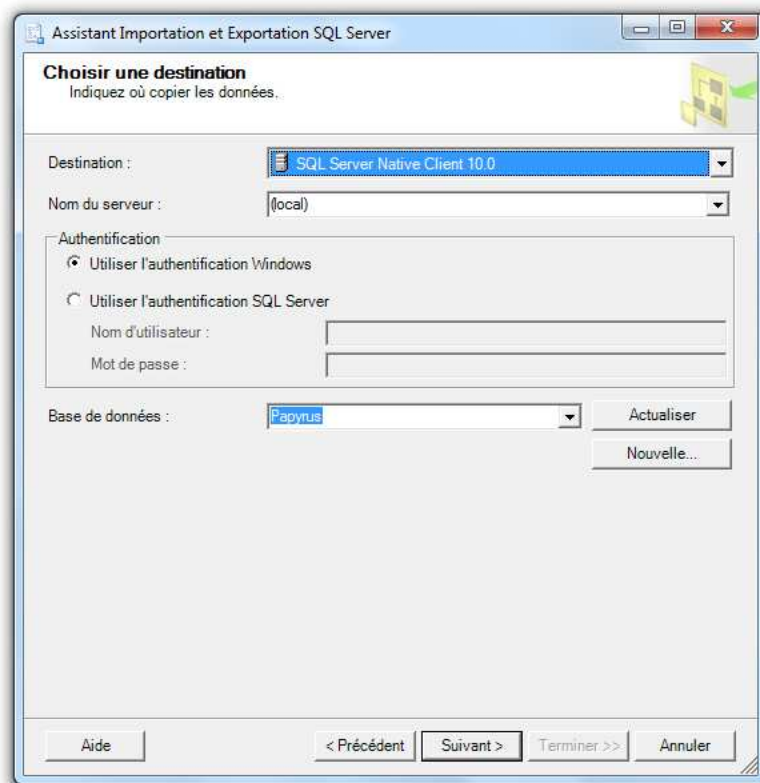 Assistant Importation et Exportation SQL Server
Choisir une destination
Indiquez où copier les données.
Destination :
SQL Server Native Client 10.0
Nom du serveur :
(local)
Authentification
Utiliser l'authentification Windows
Utiliser l'authentification SQL Server
Nom d'utilisateur :
Mot de passe :
Base de données :
Papyrus
Actualiser
Nouvelle...
Aide
< Précédent
Suivant >
Terminer >>
Annuler